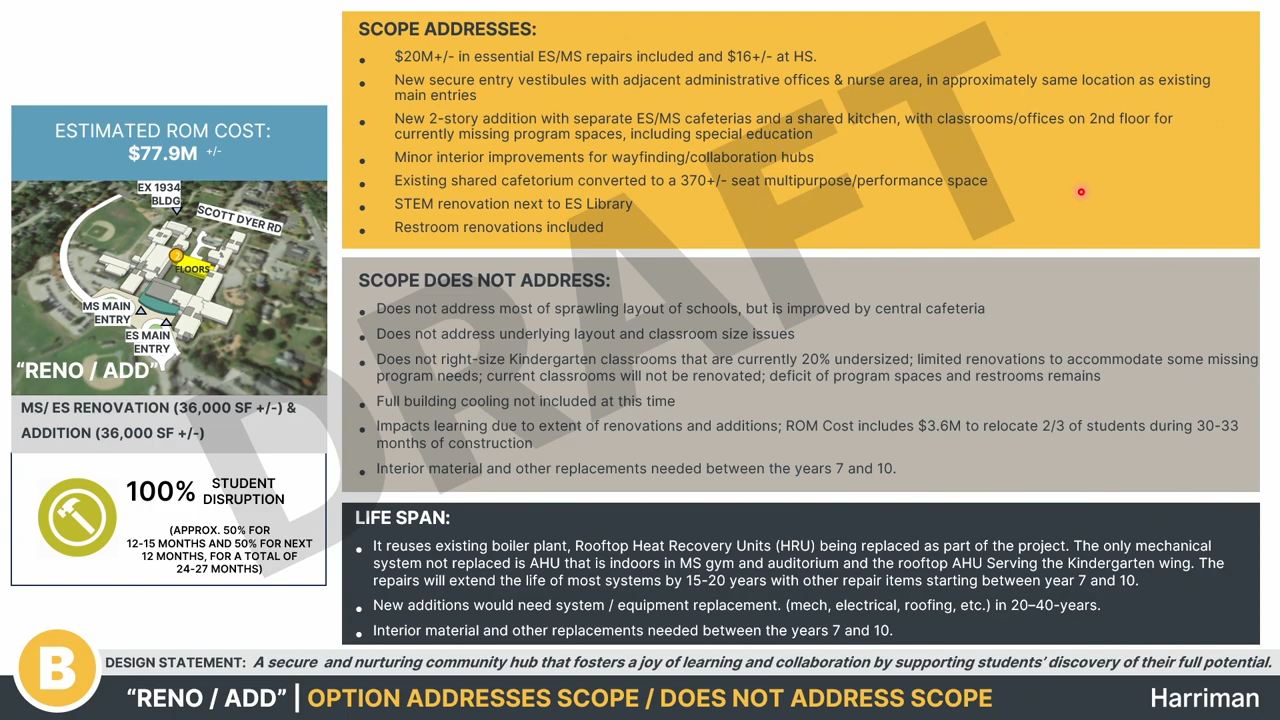 SCOPE ADDRESSES:
• $20M+/- in essential ES/MS repairs included and $16+/- at HS.
• New secure entry vestibules with adjacent administrative offices & nurse area, in approximately same location as existing
main entries
• New 2-story addition with separate ES/MS cafeterias and a shared kitchen, with classrooms/offices on 2nd floor for
currently missing program spaces, including special education
• Minor interior improvements for wayfinding/collaboration hubs
• Existing shared cafetorium converted to a 370+/- seat multipurpose/performance space
• STEM renovation next to ES Library
• Restroom renovations included
ESTIMATED ROM COST:
$77.9M +/-
EX 1934
BLDG
SCOTT DYER RD
2
FLOORS
MS MAIN
ENTRY
ES MAIN
ENTRY
“RENO / ADD”
MS/ ES RENOVATION (36,000 SF +/-) &
ADDITION (36,000 SF +/-)
100% STUDENT
DISRUPTION
(APPROX. 50% FOR
12-15 MONTHS AND 50% FOR NEXT
12 MONTHS, FOR A TOTAL OF
24-27 MONTHS)
SCOPE DOES NOT ADDRESS:
• Does not address most of sprawling layout of schools, but is improved by central cafeteria
• Does not address underlying layout and classroom size issues
• Does not right-size Kindergarten classrooms that are currently 20% undersized; limited renovations to accommodate some missing
program needs; current classrooms will not be renovated; deficit of program spaces and restrooms remains
• Full building cooling not included at this time
• Impacts learning due to extent of renovations and additions; ROM Cost includes $3.6M to relocate 2/3 of students during 30-33
months of construction
• Interior material and other replacements needed between the years 7 and 10.
LIFE SPAN:
• It reuses existing boiler plant, Rooftop Heat Recovery Units (HRU) being replaced as part of the project. The only mechanical
system not replaced is AHU that is indoors in MS gym and auditorium and the rooftop AHU Serving the Kindergarten wing. The
repairs will extend the life of most systems by 15-20 years with other repair items starting between year 7 and 10.
• New additions would need system / equipment replacement. (mech, electrical, roofing, etc.) in 20–40-years.
• Interior material and other replacements needed between the years 7 and 10.
DRAFT
B
DESIGN STATEMENT: A secure and nurturing community hub that fosters a joy of learning and collaboration by supporting students’ discovery of their full potential.
“RENO / ADD” | OPTION ADDRESSES SCOPE / DOES NOT ADDRESS SCOPE
Harriman